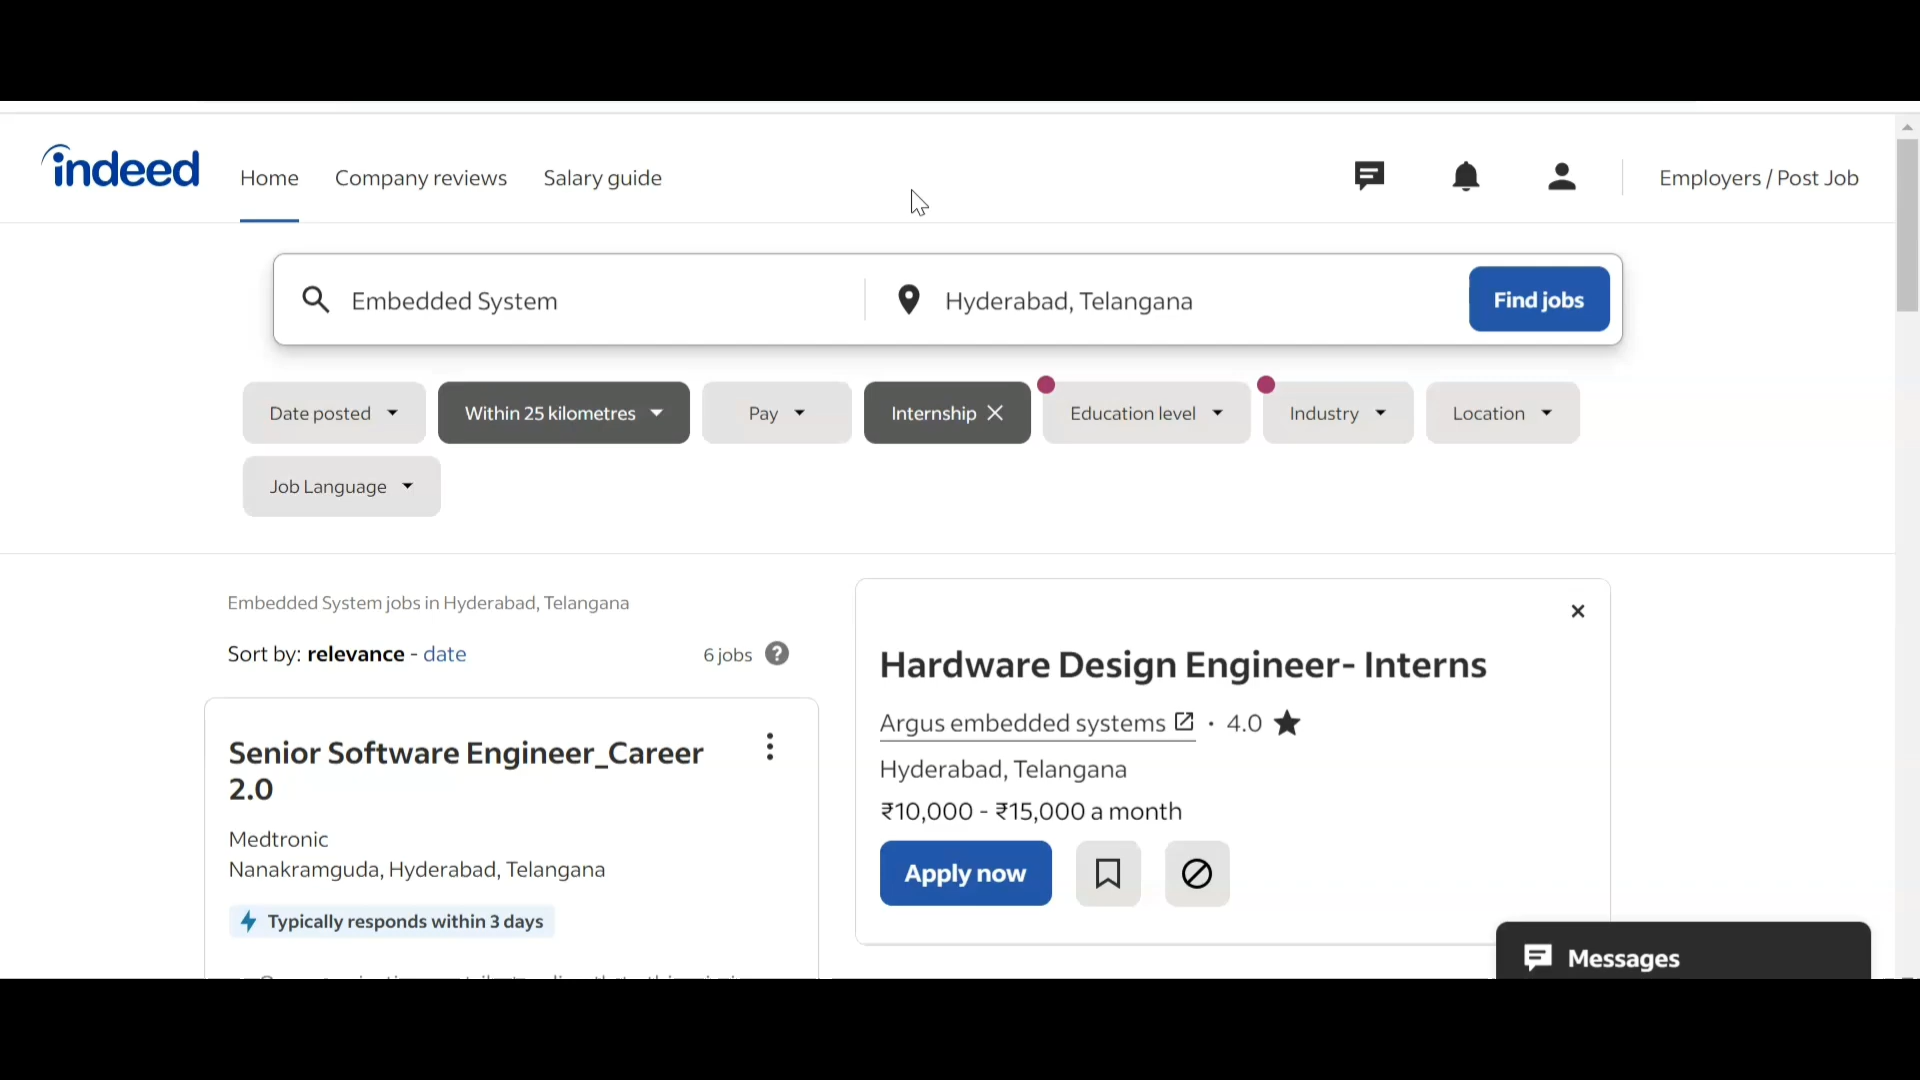 indeed
Home
Company reviews
Salary guide
Employers / Post Job
Embedded System
Hyderabad, Telangana
Find jobs
Date posted
Within 25 kilometres
Pay
Internship
Education level
Industry
Location
Job Language
Embedded System jobs in Hyderabad, Telangana
Sort by: relevance - date
6 jobs
Senior Software Engineer_Career
2.0
Medtronic
Nanakramguda, Hyderabad, Telangana
Typically responds within 3 days
Hardware Design Engineer- Interns
Argus embedded systems · 4.0
Hyderabad, Telangana
₹10,000 - ₹15,000 a month
Apply now
Messages